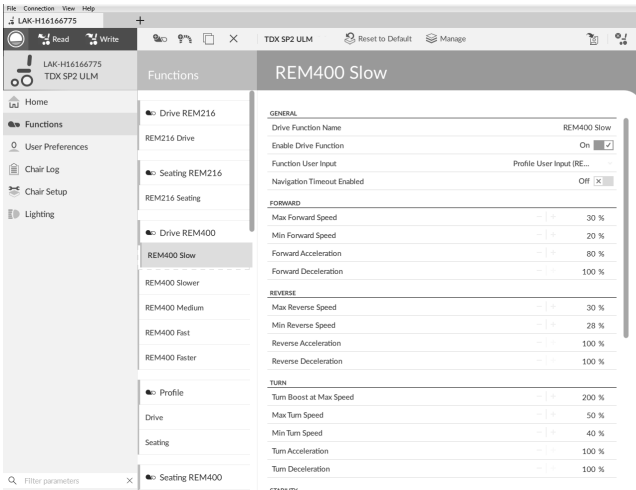 File Connection View Help
LAK-H16166775
Read Write TDX SP2 ULM Reset to Default Manage
LAK-H16166775
TDX SP2 ULM
Home
Functions
User Preferences
Chair Log
Chair Setup
Lighting
Filter parameters
Functions
Drive REM216
REM216 Drive
Seating REM216
REM216 Seating
Drive REM400
REM400 Slow
REM400 Slower
REM400 Medium
REM400 Fast
REM400 Faster
Profile
Drive
Seating
Seating REM400
REM400 Slow
GENERAL
Drive Function Name REM400 Slow
Enable Drive Function On
Function User Input Profile User Input (RE...
Navigation Timeout Enabled Off
FORWARD
Max Forward Speed − + 30 %
Min Forward Speed − + 20 %
Forward Acceleration − + 80 %
Forward Deceleration − + 100 %
REVERSE
Max Reverse Speed − + 30 %
Min Reverse Speed − + 28 %
Reverse Acceleration − + 100 %
Reverse Deceleration − + 100 %
TURN
Turn Boost at Max Speed − + 200 %
Max Turn Speed − + 50 %
Min Turn Speed − + 40 %
Turn Acceleration − + 100 %
Turn Deceleration − + 100 %
STABILITY